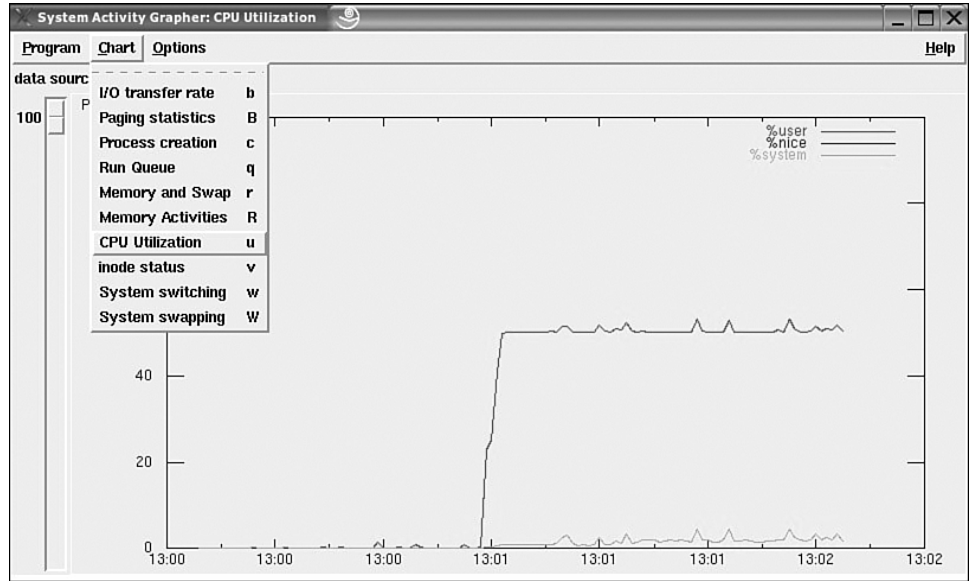 System Activity Grapher: CPU Utilization
Program Chart Options Help
data sourc
I/O transfer rate b
Paging statistics B
Process creation c
Run Queue q
Memory and Swap r
Memory Activities R
CPU Utilization u
inode status v
System switching w
System swapping W
100
P
%user
%nice
%system
40
20
0
13:00 13:00 13:00 13:01 13:01 13:01 13:02 13:02